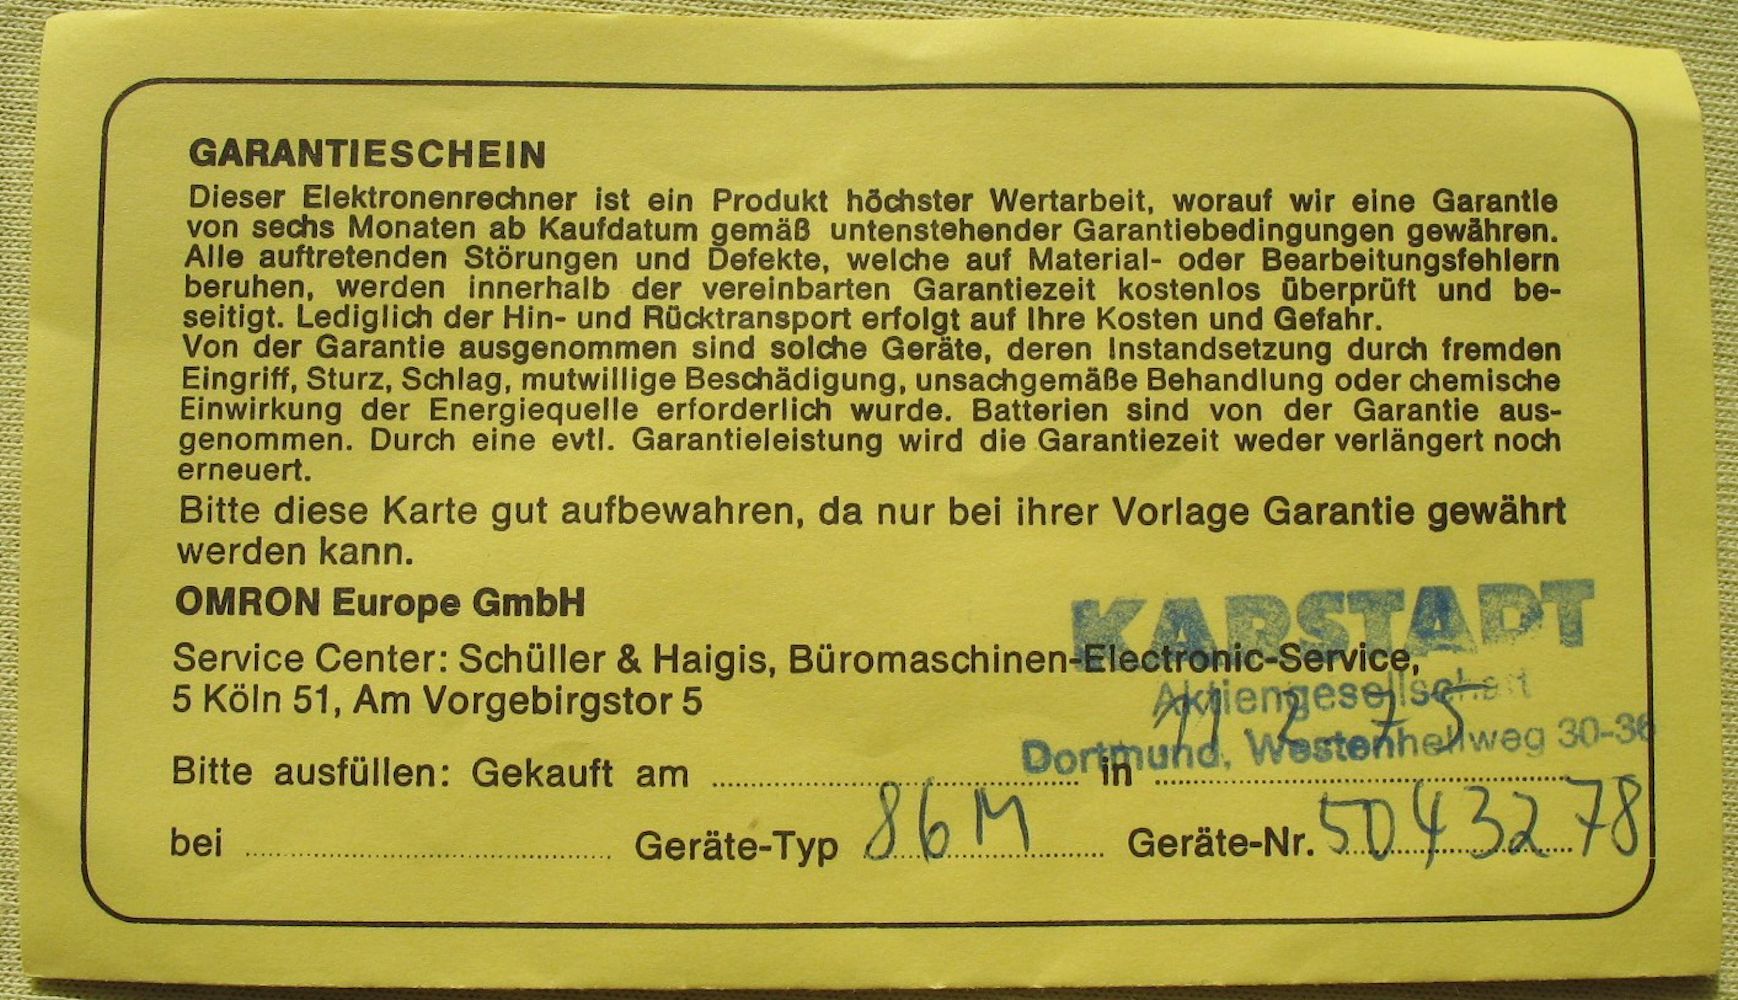 GARANTIESCHEIN
Dieser Elektronenrechner ist ein Produkt höchster Wertarbeit, worauf wir eine Garantie
von sechs Monaten ab Kaufdatum gemäß untenstehender Garantiebedingungen gewähren.
Alle auftretenden Störungen und Defekte, welche auf Material- oder Bearbeitungsfehlern
beruhen, werden innerhalb der vereinbarten Garantiezeit kostenlos überprüft und be-
seitigt. Lediglich der Hin- und Rücktransport erfolgt auf Ihre Kosten und Gefahr.
Von der Garantie ausgenommen sind solche Geräte, deren Instandsetzung durch fremden
Eingriff, Sturz, Schlag, mutwillige Beschädigung, unsachgemäße Behandlung oder chemische
Einwirkung der Energiequelle erforderlich wurde. Batterien sind von der Garantie aus-
genommen. Durch eine evtl. Garantieleistung wird die Garantiezeit weder verlängert noch
erneuert.
Bitte diese Karte gut aufbewahren, da nur bei ihrer Vorlage Garantie gewährt
werden kann.
OMRON Europe GmbH
KARSTADT
Service Center: Schüller & Haigis, Büromaschinen-Electronic-Service,
5 Köln 51, Am Vorgebirgstor 5
Aktiengesellschaft
11 2 75
Dortmund, Westenhellweg 30-36
Bitte ausfüllen: Gekauft am in
bei Geräte-Typ 86M Geräte-Nr. 5043278